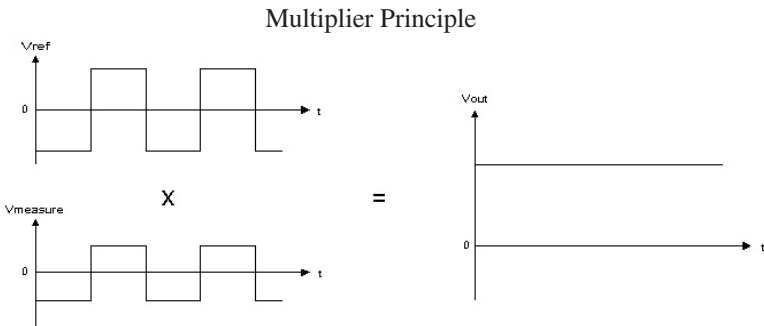 Multiplier Principle
Vref
0
t
Vmeasure
0
t
X
=
Vout
0
t